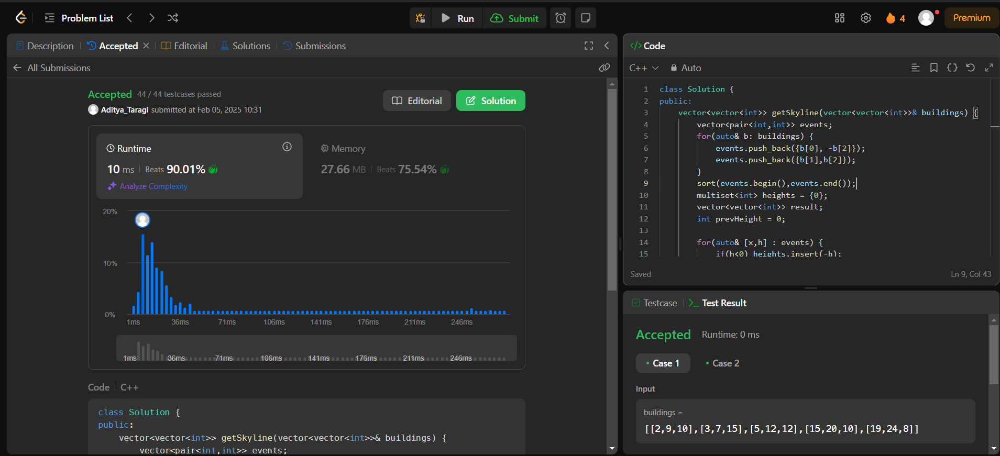 Problem List
Run
Submit
4
Premium
Description
Accepted
Editorial
Solutions
Submissions
All Submissions
Accepted 44 / 44 testcases passed
Aditya_Taragi submitted at Feb 05, 2025 10:31
Editorial
Solution
Runtime
10 ms Beats 90.01%
Analyze Complexity
Memory
27.66 MB Beats 75.54%
20%
10%
0%
1ms 36ms 71ms 106ms 141ms 176ms 211ms 246ms
1ms 36ms 71ms 106ms 141ms 176ms 211ms 246ms
Code C++
class Solution {
public:
vector<vector<int>> getSkyline(vector<vector<int>>& buildings) {
vector<pair<int,int>> events;
</> Code
C++ Auto
1 class Solution {
2 public:
3 vector<vector<int>> getSkyline(vector<vector<int>>& buildings) {
4 vector<pair<int,int>> events;
5 for(auto& b: buildings) {
6 events.push_back({b[0], -b[2]});
7 events.push_back({b[1],b[2]});
8 }
9 sort(events.begin(),events.end());
10 multiset<int> heights = {0};
11 vector<vector<int>> result;
12 int prevHeight = 0;
13
14 for(auto& [x,h] : events) {
15 if(h<0) heights.insert(-h);
Saved
Ln 9, Col 43
Testcase
Test Result
Accepted Runtime: 0 ms
Case 1
Case 2
Input
buildings =
[[2,9,10],[3,7,15],[5,12,12],[15,20,10],[19,24,8]]